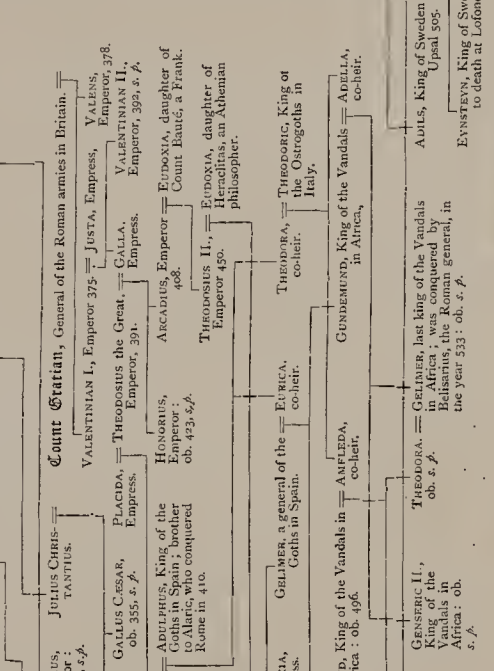 Count Gratian, General of the Roman armies in Britain.
JULIUS CHRIS-
TANTIUS.
VALENTINIAN I., Emperor 375.
JUSTA, Empress,
VALENS,
Emperor, 378.
GALLUS CÆSAR,
ob. 355, s.p.
PLACIDA,
Empress.
THEODOSIUS the Great,
Emperor, 391.
GALLA,
Empress.
VALENTINIAN II.,
Emperor, 392, s. p.
HONORIUS,
Emperor :
ob. 423, s.p.
ARCADIUS, Emperor
408.
EUDOXIA, daughter of
Count Bauté, a Frank.
ADULPHUS, King of the
Goths in Spain ; brother
to Alaric, who conquered
Rome in 410.
THEODOSIUS II.,
Emperor 450.
EUDOXIA, daughter of
Heraclitas, an Athenian
philosopher.
GELIMER, a general of the
Goths in Spain.
EURICA,
co-heir.
THEODORA,
co-heir.
THEODORIC, King of
the Ostrogoths in
Italy.
King of the Vandals in
ob. 496.
AMFLEDA,
co-heir,
GUNDEMUND, King of the Vandals
in Africa,
ADELLA,
co-heir.
GENSERIC II.,
King of the
Vandals in
Africa : ob.
s. p.
THEODORA.
ob. s. p.
GELIMER, last king of the Vandals
in Africa ; was conquered by
Belisarius, the Roman general, in
the year 533 : ob. s. p.
ADILS, King of Sweden
Upsal 505.
EYNSTEYN, King of
to death at